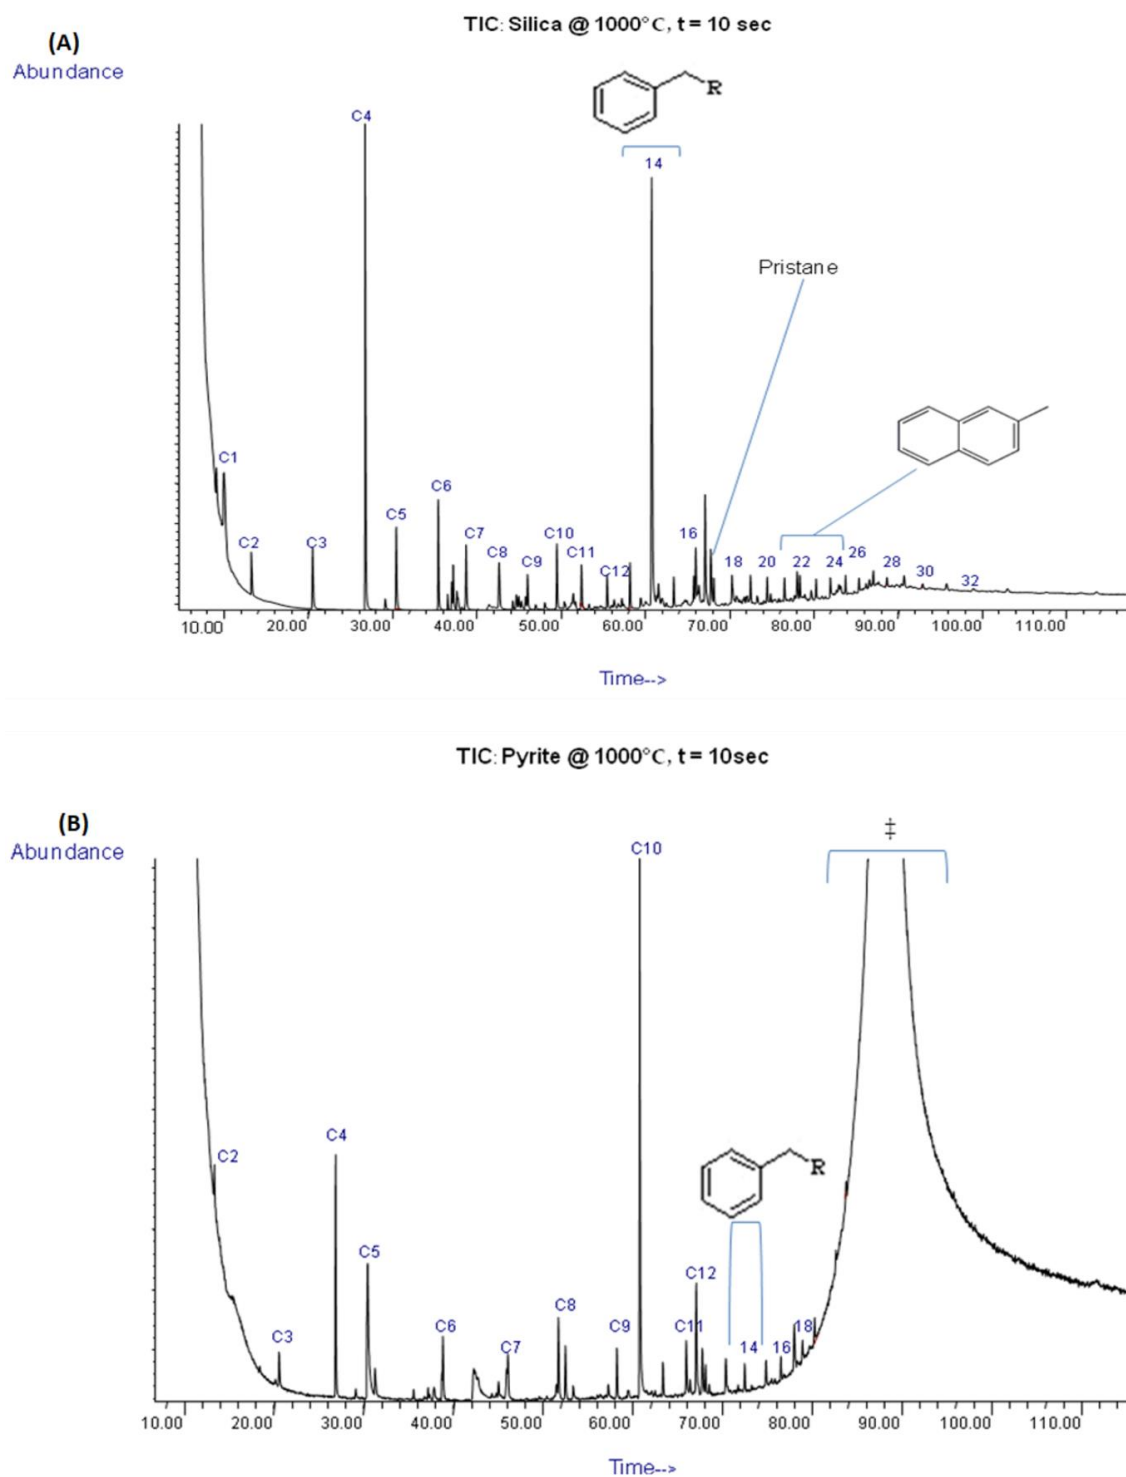 TIC: Silica @ 1000°C, t = 10 sec
(A)
Abundance
R
C4
14
Pristane
C1
C2
C3
C5
C6
C7
C8
C9
C10
C11
C12
16
18
20
22
24
26
28
30
32
10.00 20.00 30.00 40.00 50.00 60.00 70.00 80.00 90.00 100.00 110.00
Time-->
TIC: Pyrite @ 1000°C, t = 10sec
(B)
Abundance
‡
C10
C2
C4
R
C5
C3
C6
C7
C8
C9
C11
C12
14
16
18
10.00 20.00 30.00 40.00 50.00 60.00 70.00 80.00 90.00 100.00 110.00
Time-->